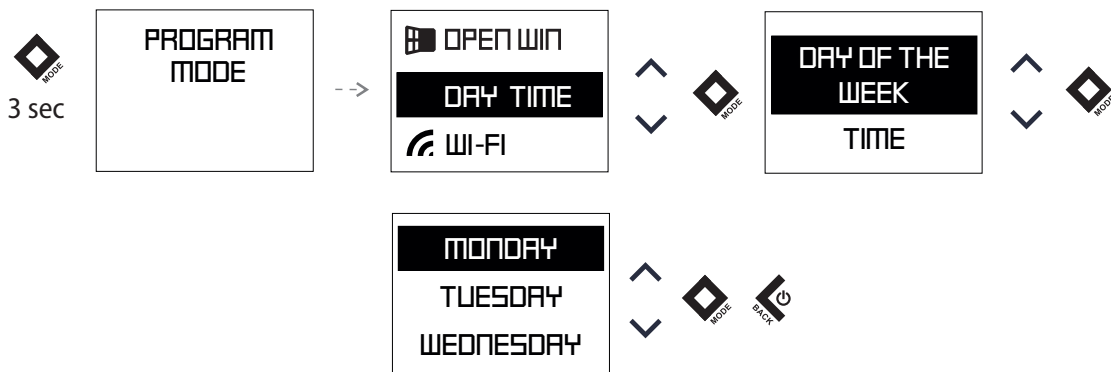 MODE
3 sec
PROGRAM
MODE
OPEN WIN
DAY TIME
WI-FI
MODE
DAY OF THE
WEEK
TIME
MODE
MONDAY
TUESDAY
WEDNESDAY
MODE
BACK